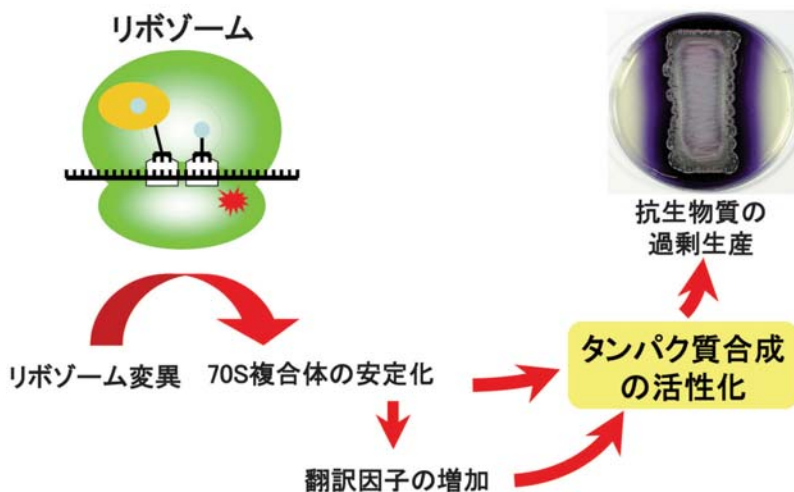 リボゾーム
抗生物質の
過剰生産
リボゾーム変異
70S複合体の安定化
タンパク質合成
の活性化
翻訳因子の増加